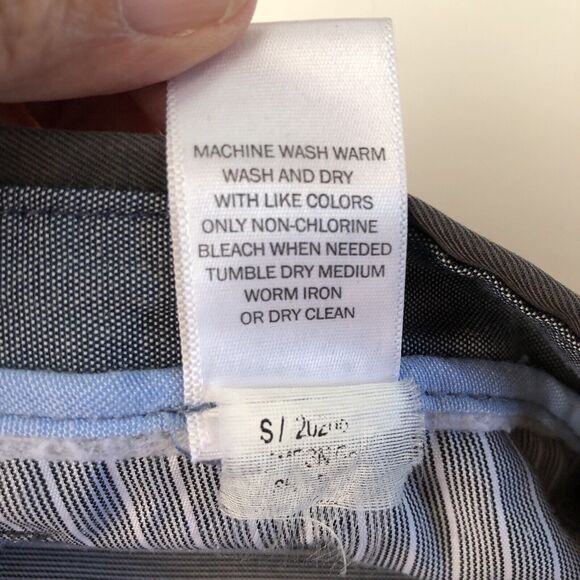 MACHINE WASH WARM
WASH AND DRY
WITH LIKE COLORS
ONLY NON-CHLORINE
BLEACH WHEN NEEDED
TUMBLE DRY MEDIUM
WORM IRON
OR DRY CLEAN
S/